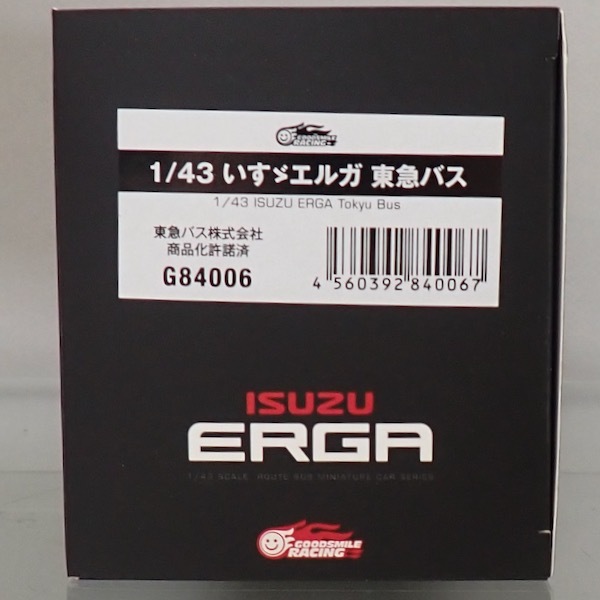 GOODSMILE
RACING
1/43 いすゞエルガ 東急バス
1/43 ISUZU ERGA Tokyu Bus
東急バス株式会社
商品化許諾済
G84006
4 560392 840067
ISUZU
ERGA
1/43 SCALE ROUTE BUS MINIATURE CAR SERIES
GOODSMILE
RACING